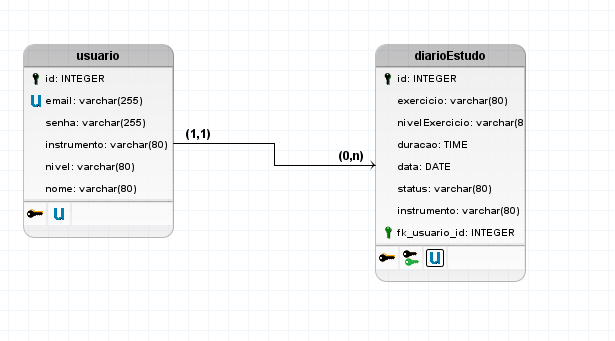 usuario
id: INTEGER
U email: varchar(255)
senha: varchar(255)
instrumento: varchar(80)
nivel: varchar(80)
nome: varchar(80)
U
(1,1)
(0,n)
diarioEstudo
id: INTEGER
exercicio: varchar(80)
nivelExercicio: varchar(8
duracao: TIME
data: DATE
status: varchar(80)
instrumento: varchar(80)
fk_usuario_id: INTEGER
U